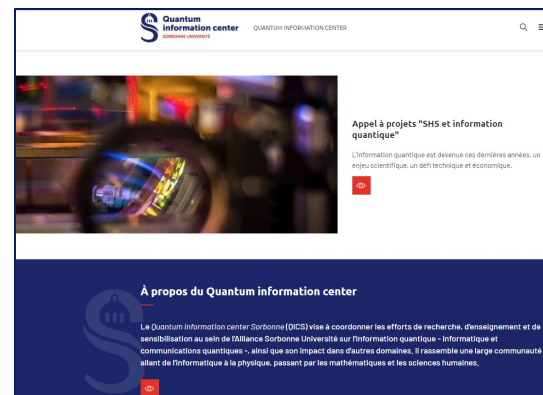 Quantum
information center
SORBONNE UNIVERSITÉ
QUANTUM INFORMATION CENTER
Appel à projets "SHS et information
quantique"
L'information quantique est devenue ces dernières années, un
enjeu scientifique, un défi technique et économique.
À propos du Quantum information center
Le Quantum information center Sorbonne (QICS) vise à coordonner les efforts de recherche, d'enseignement et de
sensibilisation au sein de l'Alliance Sorbonne Université sur l'information quantique - informatique et
communications quantiques -, ainsi que son impact dans d'autres domaines. Il rassemble une large communauté
allant de l'informatique à la physique, passant par les mathématiques et les sciences humaines.